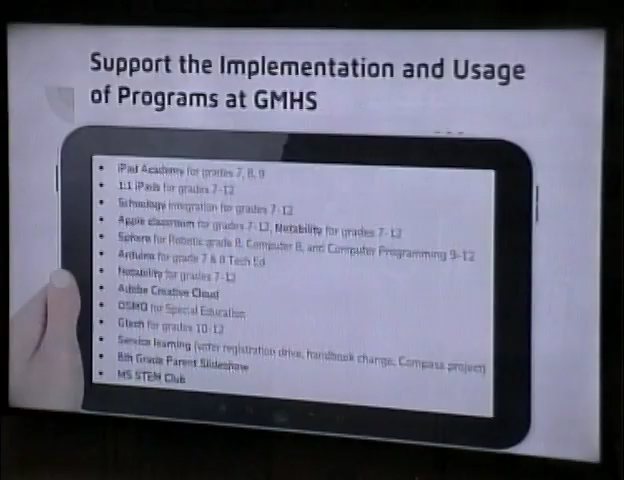 Support the Implementation and Usage
of Programs at GMHS
• iPad Academy for grades 7, 8, 9
• 1:1 iPads for grades 7-12
• Technology integration for grades 7-12
• Apple classroom for grades 7-12, Notability for grades 7-12
• Sphero for Robotic grade 8, Computer 8, and Computer Programming 9-12
• Arduino for grade 7 & 8 Tech Ed
• Notability for grades 7-12
• Adobe Creative Cloud
• OSMO for Special Education
• for grades 10-12
• Service learning (voter registration drive, handbook change, Compass project)
• 8th Grade Parent Slideshow
• MS STEM Club